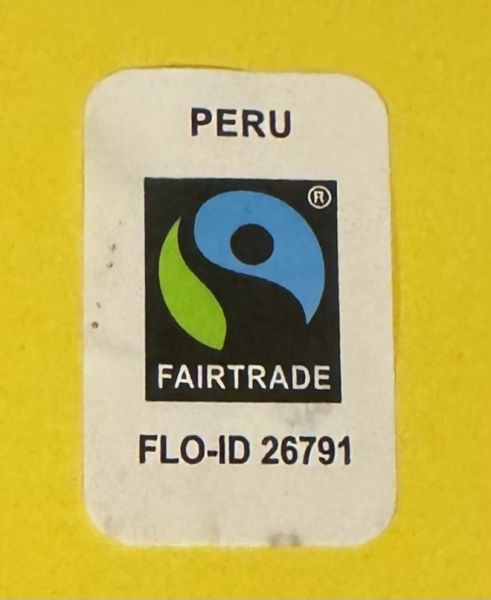 PERU
®
FAIRTRADE
FLO-ID 26791